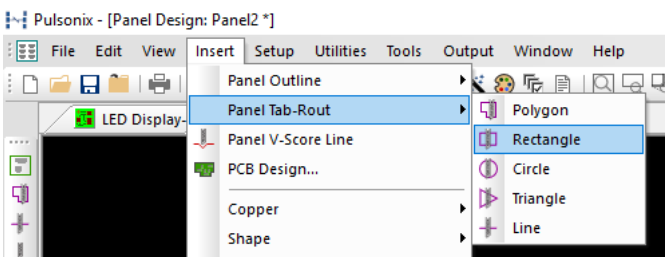 Pulsonix - [Panel Design: Panel2 *]
File Edit View Insert Setup Utilities Tools Output Window Help
Panel Outline
LED Display-
Panel Tab-Rout
Polygon
Panel V-Score Line
Rectangle
PCB Design...
Circle
Triangle
Copper
Line
Shape